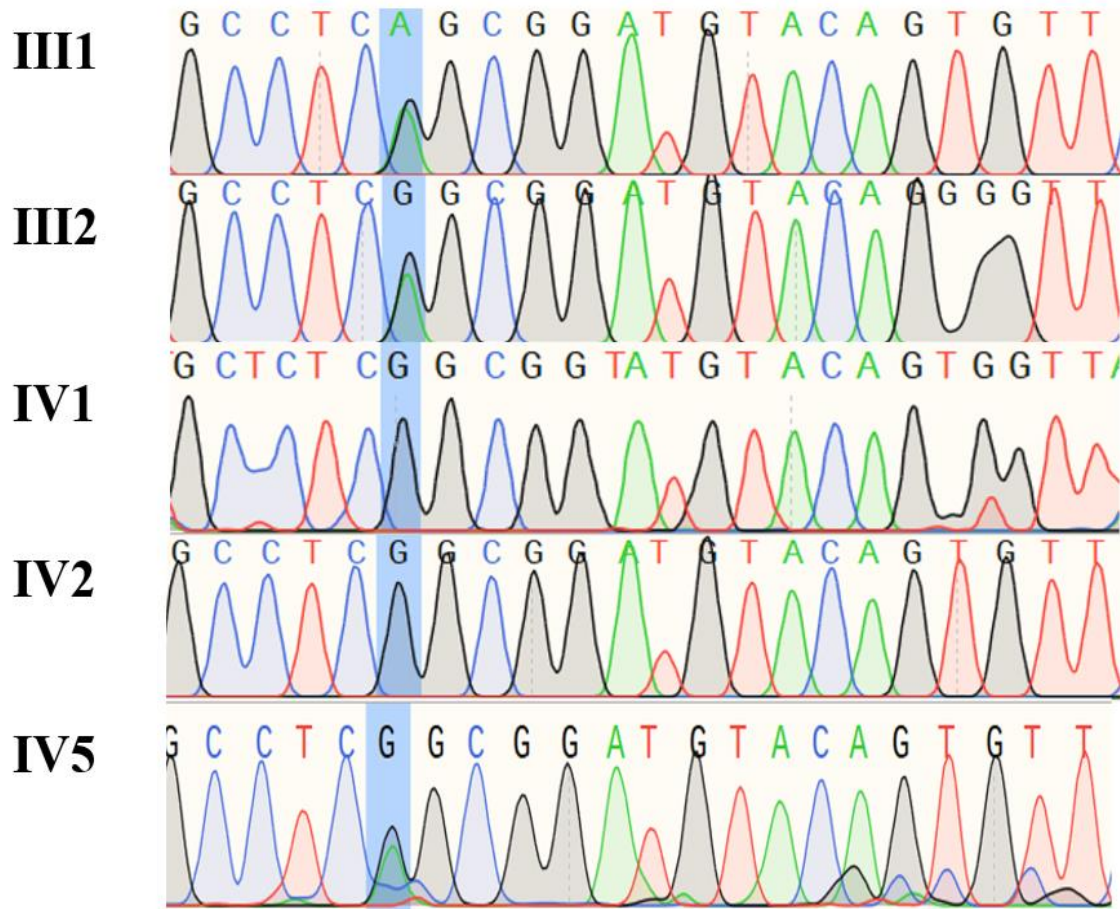 III1 G C C T C A G C G G A T G T A C A G T G T T
III2 G C C T C G G C G G A T G T A C A G G G G T T
IV1 G C T C T C G G C G G T A T G T A C A G T G G T T A
IV2 G C C T C G G C G G A T G T A C A G T G T T
IV5 G C C T C G G C G G A T G T A C A G T G T T